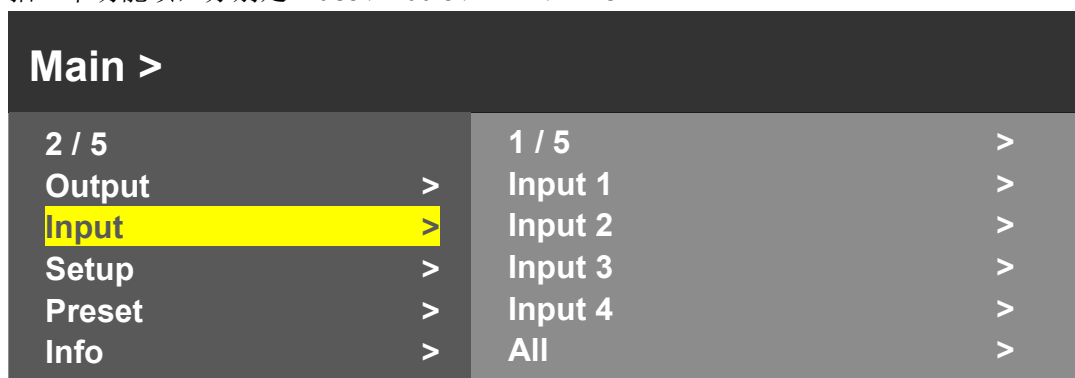 Main >
2 / 5
Output >
Input >
Setup >
Preset >
Info >
1 / 5 >
Input 1 >
Input 2 >
Input 3 >
Input 4 >
All >